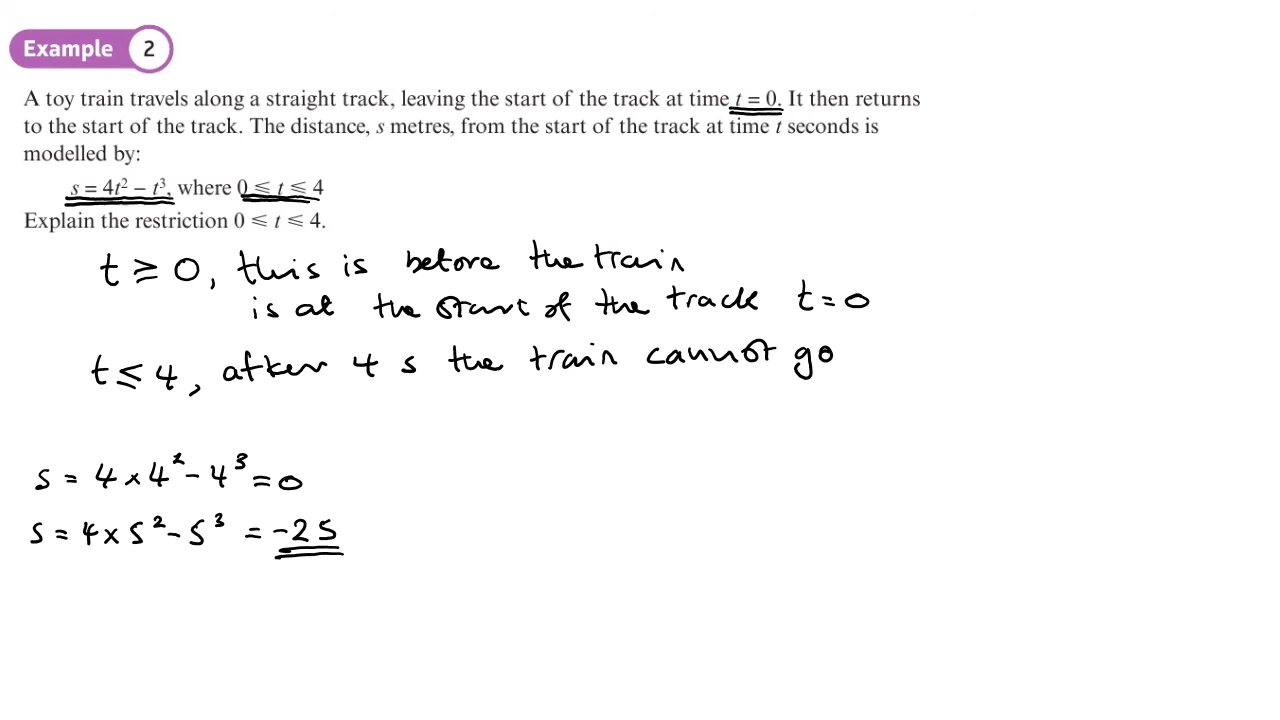 Example 2
A toy train travels along a straight track, leaving the start of the track at time t = 0. It then returns
to the start of the track. The distance, s metres, from the start of the track at time t seconds is
modelled by:
s = 4t² – t³, where 0 ⩽ t ⩽ 4
Explain the restriction 0 ⩽ t ⩽ 4.
t ⩾ 0, this is before the train
is at the start of the track t = 0
t ⩽ 4, after 4 s the train cannot go
s = 4 × 4² – 4³ = 0
s = 4 × 5² – 5³ = -25